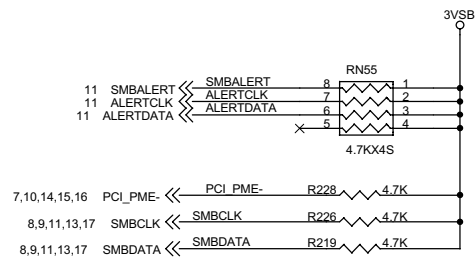 3VSB
RN55
11 SMBALERT SMBALERT 8 1
11 ALERTCLK ALERTCLK 7 2
11 ALERTDATA ALERTDATA 6 3
5 4
4.7KX4S
7,10,14,15,16 PCI_PME- PCI_PME- R228 4.7K
8,9,11,13,17 SMBCLK SMBCLK R226 4.7K
8,9,11,13,17 SMBDATA SMBDATA R219 4.7K